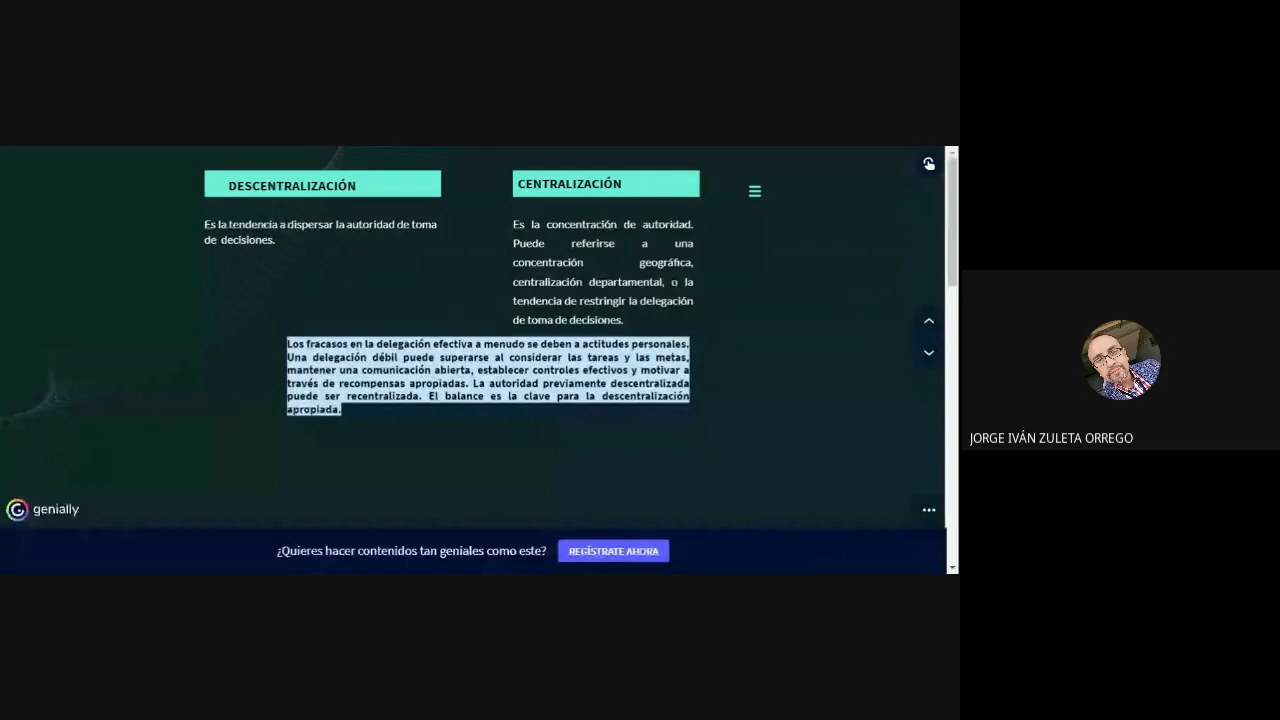 DESCENTRALIZACIÓN
Es la tendencia a dispersar la autoridad de toma
de decisiones.
CENTRALIZACIÓN
Es la concentración de autoridad.
Puede referirse a una
concentración geográfica,
centralización departamental, o la
tendencia de restringir la delegación
de toma de decisiones.
Los fracasos en la delegación efectiva a menudo se deben a actitudes personales.
Una delegación débil puede superarse al considerar las tareas y las metas,
mantener una comunicación abierta, establecer controles efectivos y motivar a
través de recompensas apropiadas. La autoridad previamente descentralizada
puede ser recentralizada. El balance es la clave para la descentralización
apropiada.
genially
¿Quieres hacer contenidos tan geniales como este?
REGÍSTRATE AHORA
JORGE IVÁN ZULETA ORREGO